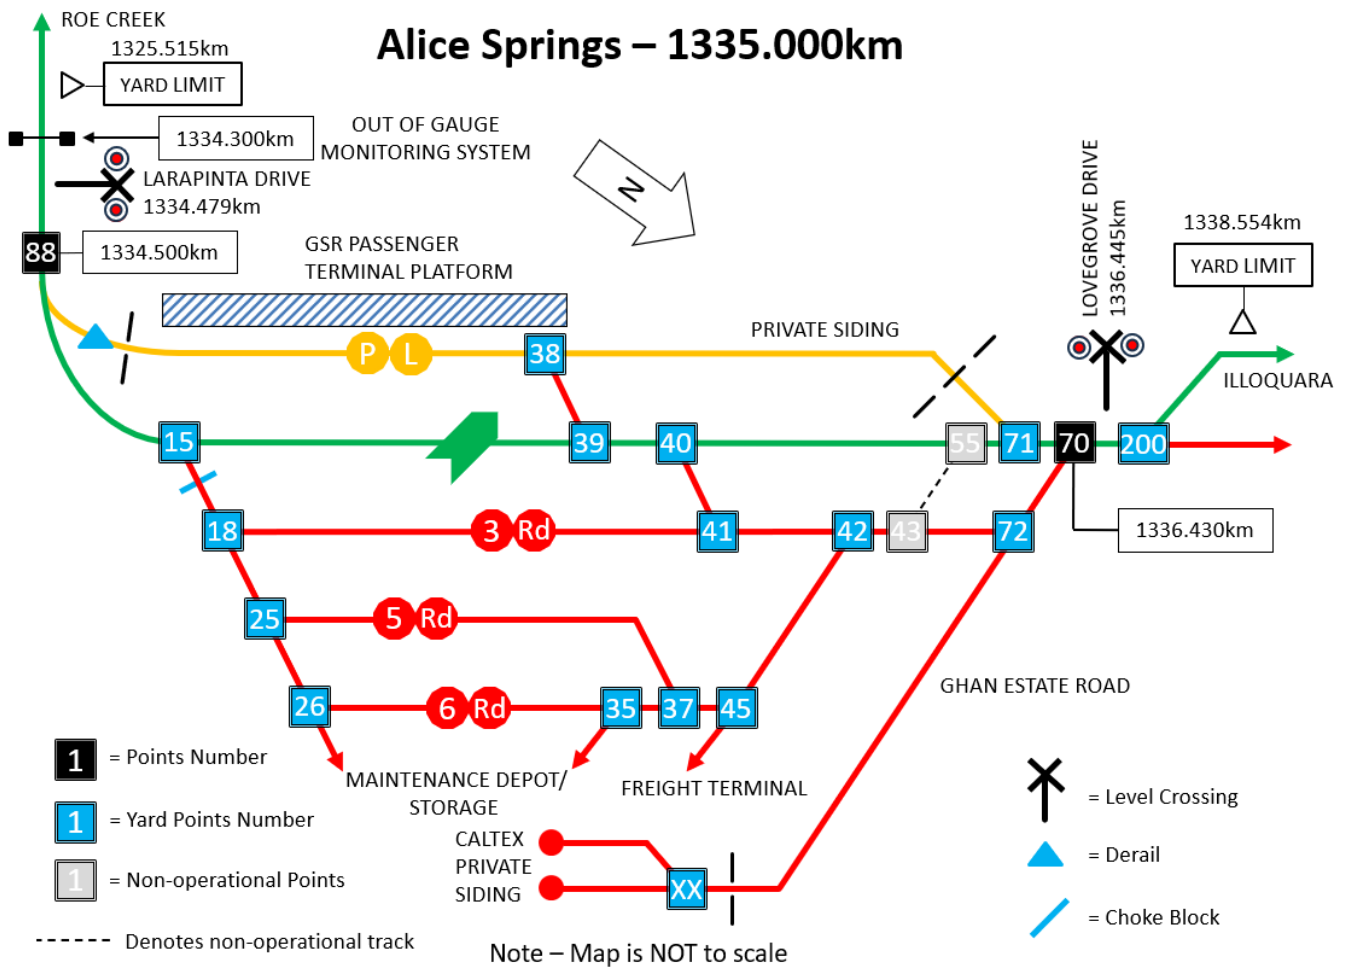 Alice Springs – 1335.000km
ROE CREEK
1325.515km
YARD LIMIT
1334.300km
OUT OF GAUGE
MONITORING SYSTEM
LARAPINTA DRIVE
1334.479km
N
88
1334.500km
GSR PASSENGER
TERMINAL PLATFORM
LOVEGROVE DRIVE
1336.445km
1338.554km
YARD LIMIT
PRIVATE SIDING
P L
38
ILLOQUARA
15
39
40
55
71
70
200
18
3 Rd
41
42
43
72
1336.430km
25
5 Rd
26
6 Rd
35
37
45
GHAN ESTATE ROAD
MAINTENANCE DEPOT/
STORAGE
FREIGHT TERMINAL
CALTEX
PRIVATE
SIDING
XX
1 = Points Number
1 = Yard Points Number
1 = Non-operational Points
Denotes non-operational track
= Level Crossing
= Derail
= Choke Block
Note – Map is NOT to scale